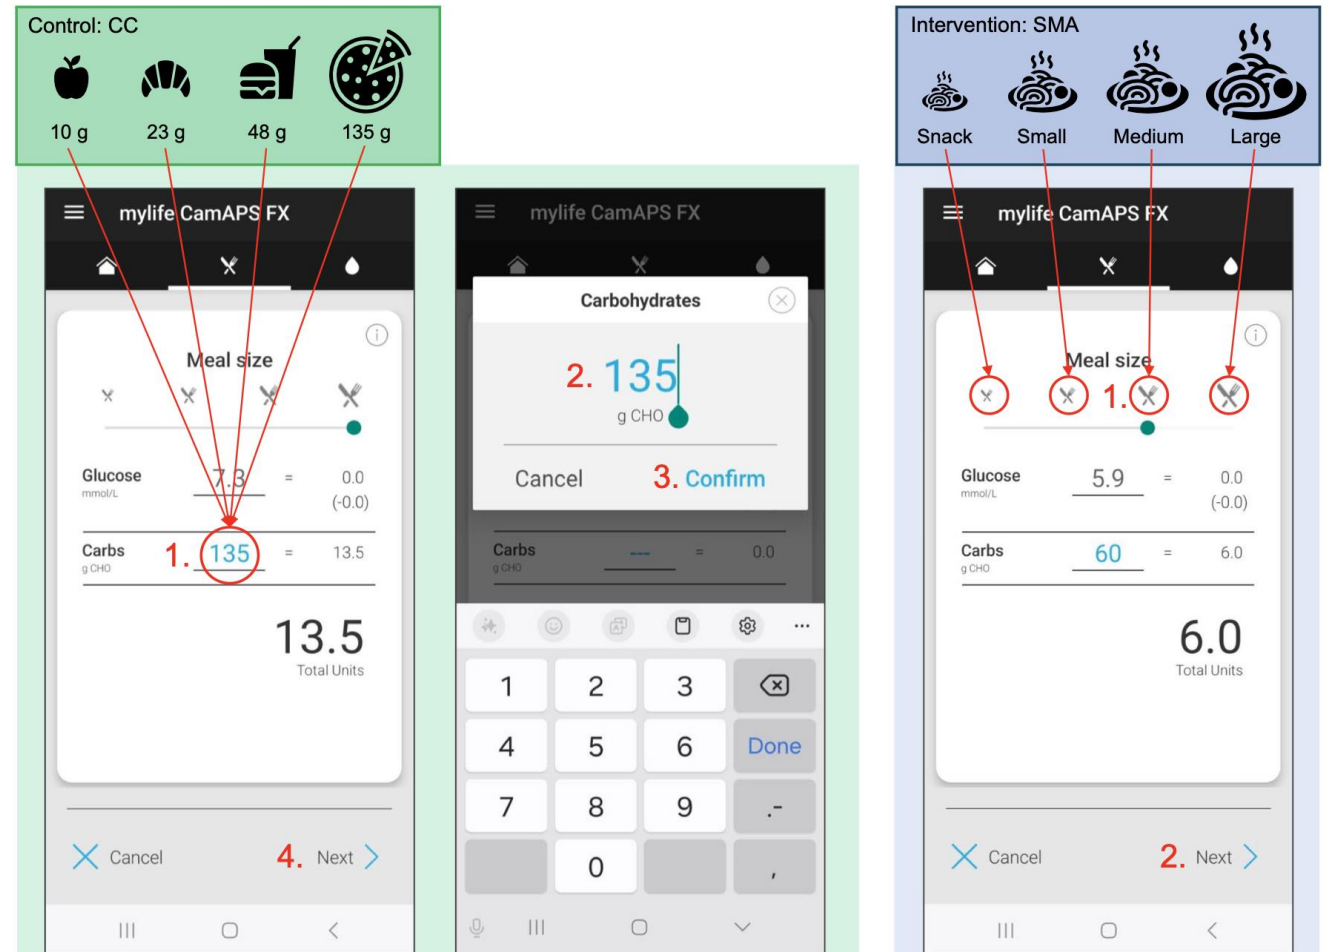 Control: CC
10 g 23 g 48 g 135 g
mylife CamAPS FX
Meal size
Glucose 7.3 = 0.0
mmol/L (-0.0)
Carbs 1. 135 = 13.5
g CHO
13.5
Total Units
Cancel 4. Next
mylife CamAPS FX
Carbohydrates
2. 135
g CHO
Cancel 3. Confirm
Carbs --- = 0.0
g CHO
1 2 3
4 5 6 Done
7 8 9 .-
0 ,
Intervention: SMA
Snack Small Medium Large
mylife CamAPS FX
Meal size
1.
Glucose 5.9 = 0.0
mmol/L (-0.0)
Carbs 60 = 6.0
g CHO
6.0
Total Units
Cancel 2. Next